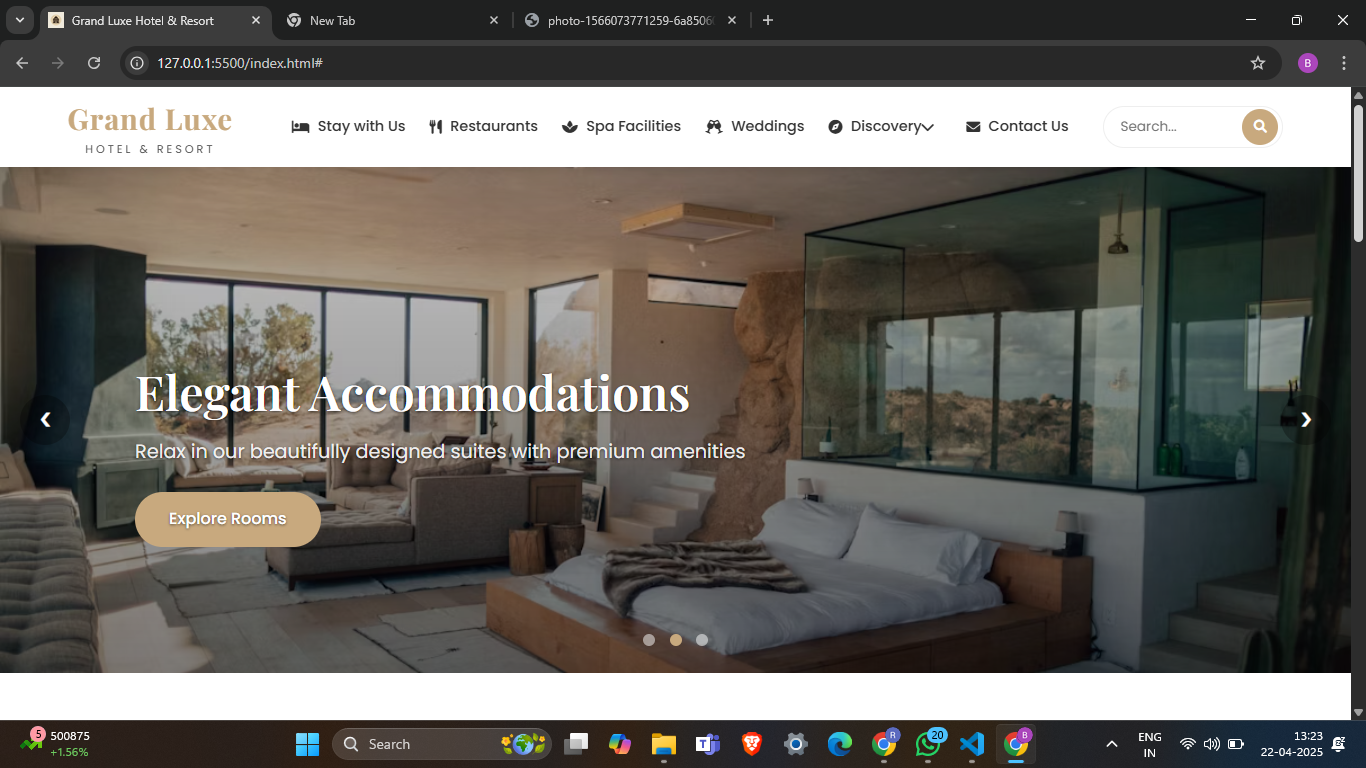 Grand Luxe Hotel & Resort
New Tab
photo-1566073771259-6a8506
127.0.0.1:5500/index.html#
B
Grand Luxe
HOTEL & RESORT
Stay with Us
Restaurants
Spa Facilities
Weddings
Discovery
Contact Us
Search...
Elegant Accommodations
Relax in our beautifully designed suites with premium amenities
Explore Rooms
5
500875
+1.56%
Search
R
20
B
ENG
IN
13:23
22-04-2025